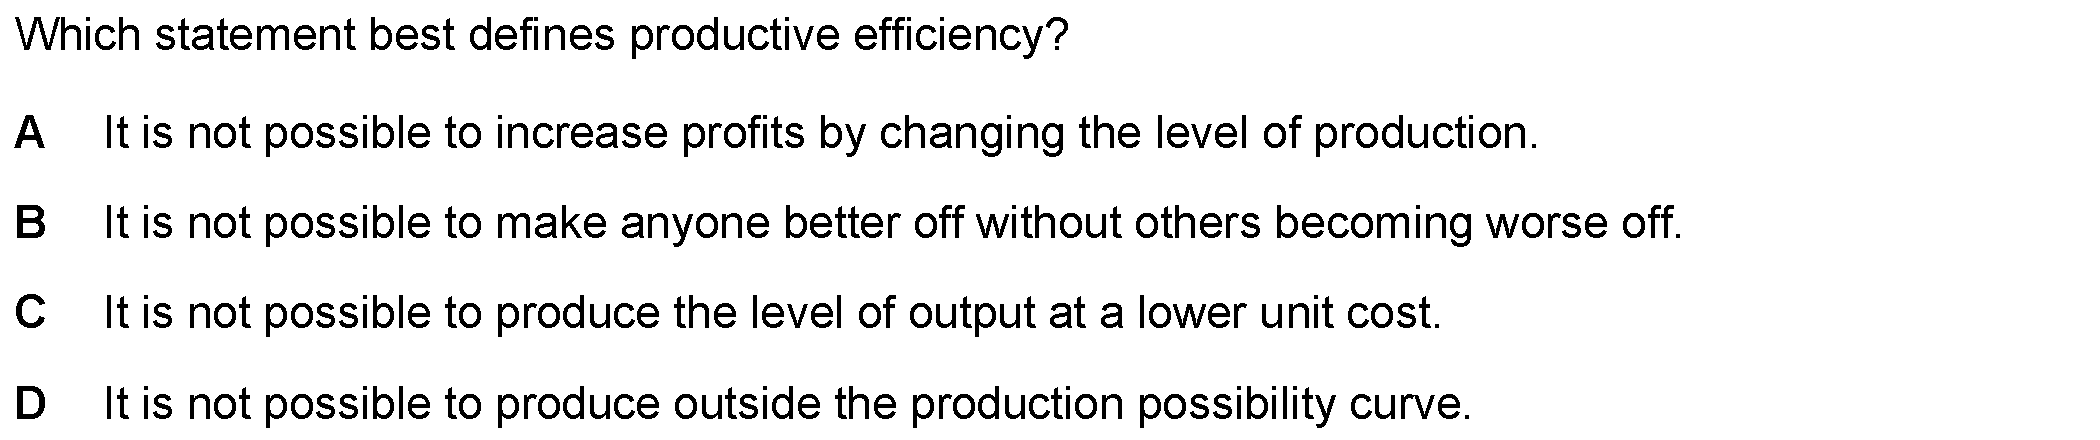 Which statement best defines productive efficiency?
A It is not possible to increase profits by changing the level of production.
B It is not possible to make anyone better off without others becoming worse off.
C It is not possible to produce the level of output at a lower unit cost.
D It is not possible to produce outside the production possibility curve.